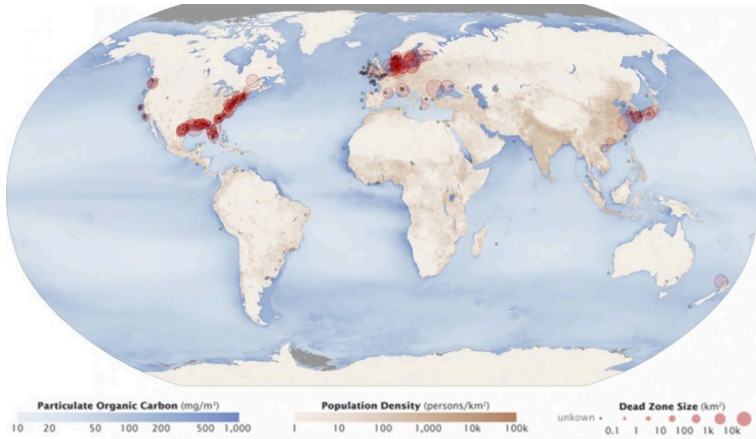 Particulate Organic Carbon (mg/m³)
10 20 50 100 200 500 1,000
Population Density (persons/km²)
1 10 100 1,000 10k 100k
Dead Zone Size (km²)
unkown
0.1 1 10 100 1k 10k